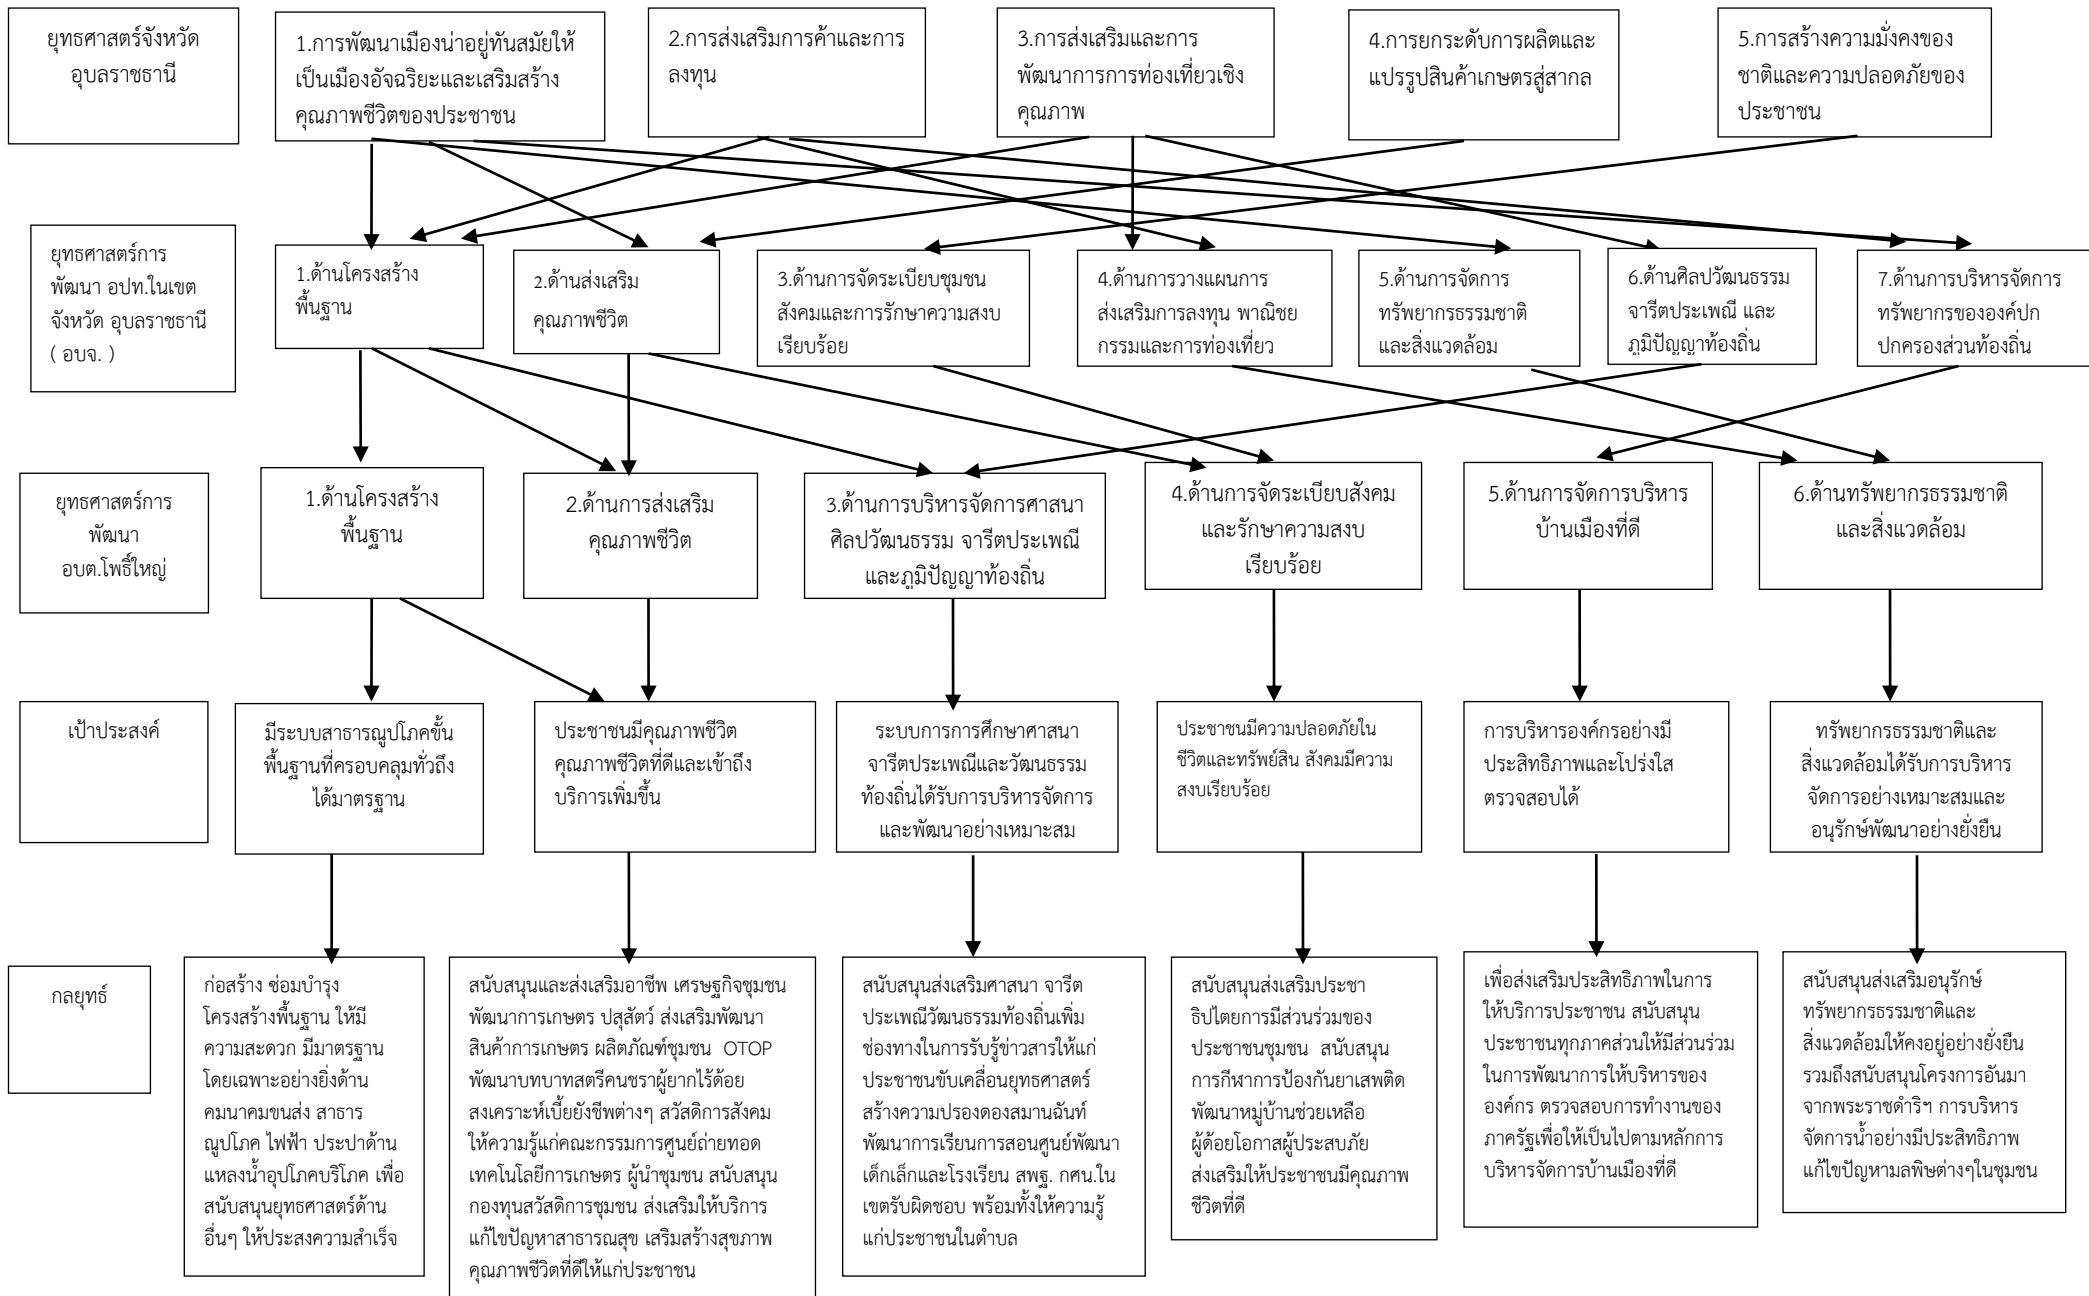 ยุทธศาสตร์จังหวัด
อุบลราชธานี
1.การพัฒนาเมืองน่าอยู่ทันสมัยให้
เป็นเมืองอัจฉริยะและเสริมสร้าง
คุณภาพชีวิตของประชาชน
2.การส่งเสริมการค้าและการ
ลงทุน
3.การส่งเสริมและการ
พัฒนาการการท่องเที่ยวเชิง
คุณภาพ
4.การยกระดับการผลิตและ
แปรรูปสินค้าเกษตรสู่สากล
5.การสร้างความมั่งคงของ
ชาติและความปลอดภัยของ
ประชาชน
ยุทธศาสตร์การ
พัฒนา อปท.ในเขต
จังหวัด อุบลราชธานี
( อบจ. )
1.ด้านโครงสร้าง
พื้นฐาน
2.ด้านส่งเสริม
คุณภาพชีวิต
3.ด้านการจัดระเบียบชุมชน
สังคมและการรักษาความสงบ
เรียบร้อย
4.ด้านการวางแผนการ
ส่งเสริมการลงทุน พาณิชย
กรรมและการท่องเที่ยว
5.ด้านการจัดการ
ทรัพยากรธรรมชาติ
และสิ่งแวดล้อม
6.ด้านศิลปวัฒนธรรม
จารีตประเพณี และ
ภูมิปัญญาท้องถิ่น
7.ด้านการบริหารจัดการ
ทรัพยากรขององค์ปก
ปกครองส่วนท้องถิ่น
ยุทธศาสตร์การ
พัฒนา
อบต.โพธิ์ใหญ่
1.ด้านโครงสร้าง
พื้นฐาน
2.ด้านการส่งเสริม
คุณภาพชีวิต
3.ด้านการบริหารจัดการศาสนา
ศิลปวัฒนธรรม จารีตประเพณี
และภูมิปัญญาท้องถิ่น
4.ด้านการจัดระเบียบสังคม
และรักษาความสงบ
เรียบร้อย
5.ด้านการจัดการบริหาร
บ้านเมืองที่ดี
6.ด้านทรัพยากรธรรมชาติ
และสิ่งแวดล้อม
เป้าประสงค์
มีระบบสาธารณูปโภคขั้น
พื้นฐานที่ครอบคลุมทั่วถึง
ได้มาตรฐาน
ประชาชนมีคุณภาพชีวิต
คุณภาพชีวิตที่ดีและเข้าถึง
บริการเพิ่มขึ้น
ระบบการการศึกษาศาสนา
จารีตประเพณีและวัฒนธรรม
ท้องถิ่นได้รับการบริหารจัดการ
และพัฒนาอย่างเหมาะสม
ประชาชนมีความปลอดภัยใน
ชีวิตและทรัพย์สิน สังคมมีความ
สงบเรียบร้อย
การบริหารองค์กรอย่างมี
ประสิทธิภาพและโปร่งใส
ตรวจสอบได้
ทรัพยากรธรรมชาติและ
สิ่งแวดล้อมได้รับการบริหาร
จัดการอย่างเหมาะสมและ
อนุรักษ์พัฒนาอย่างยั่งยืน
กลยุทธ์
ก่อสร้าง ซ่อมบำรุง
โครงสร้างพื้นฐาน ให้มี
ความสะดวก มีมาตรฐาน
โดยเฉพาะอย่างยิ่งด้าน
คมนาคมขนส่ง สาธาร
ณูปโภค ไฟฟ้า ประปาด้าน
แหลงน้ำอุปโภคบริโภค เพื่อ
สนับสนุนยุทธศาสตร์ด้าน
อื่นๆ ให้ประสงความสำเร็จ
สนับสนุนและส่งเสริมอาชีพ เศรษฐกิจชุมชน
พัฒนาการเกษตร ปสุสัตว์ ส่งเสริมพัฒนา
สินค้าการเกษตร ผลิตภัณฑ์ชุมชน OTOP
พัฒนาบทบาทสตรีคนชราผู้ยากไร้ด้อย
สงเคราะห์เบี้ยยังชีพต่างๆ สวัสดิการสังคม
ให้ความรู้แก่คณะกรรมการศูนย์ถ่ายทอด
เทคโนโลยีการเกษตร ผู้นำชุมชน สนับสนุน
กองทุนสวัสดิการชุมชน ส่งเสริมให้บริการ
แก้ไขปัญหาสาธารณสุข เสริมสร้างสุขภาพ
คุณภาพชีวิตที่ดีให้แก่ประชาชน
สนับสนุนส่งเสริมศาสนา จารีต
ประเพณีวัฒนธรรมท้องถิ่นเพิ่ม
ช่องทางในการรับรู้ข่าวสารให้แก่
ประชาชนขับเคลื่อนยุทธศาสตร์
สร้างความปรองดองสมานฉันท์
พัฒนาการเรียนการสอนศูนย์พัฒนา
เด็กเล็กและโรงเรียน สพฐ. กศน.ใน
เขตรับผิดชอบ พร้อมทั้งให้ความรู้
แก่ประชาชนในตำบล
สนับสนุนส่งเสริมประชา
ธิปไตยการมีส่วนร่วมของ
ประชาชนชุมชน สนับสนุน
การกีฬาการป้องกันยาเสพติด
พัฒนาหมู่บ้านช่วยเหลือ
ผู้ด้อยโอกาสผู้ประสบภัย
ส่งเสริมให้ประชาชนมีคุณภาพ
ชีวิตที่ดี
เพื่อส่งเสริมประสิทธิภาพในการ
ให้บริการประชาชน สนับสนุน
ประชาชนทุกภาคส่วนให้มีส่วนร่วม
ในการพัฒนาการให้บริหารของ
องค์กร ตรวจสอบการทำงานของ
ภาครัฐเพื่อให้เป็นไปตามหลักการ
บริหารจัดการบ้านเมืองที่ดี
สนับสนุนส่งเสริมอนุรักษ์
ทรัพยากรธรรมชาติและ
สิ่งแวดล้อมให้คงอยู่อย่างยั่งยืน
รวมถึงสนับสนุนโครงการอันมา
จากพระราชดำริฯ การบริหาร
จัดการน้ำอย่างมีประสิทธิภาพ
แก้ไขปัญหามลพิษต่างๆในชุมชน